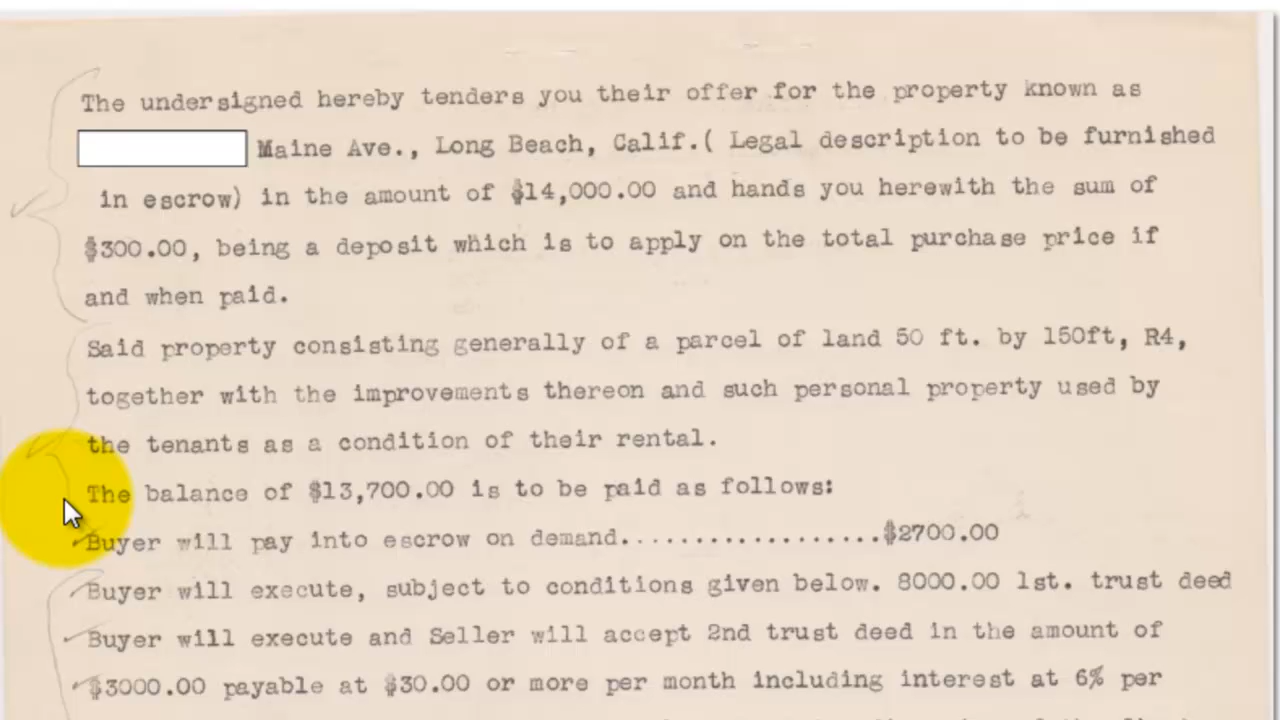 The undersigned hereby tenders you their offer for the property known as
Maine Ave., Long Beach, Calif.( Legal description to be furnished
in escrow) in the amount of $14,000.00 and hands you herewith the sum of
$300.00, being a deposit which is to apply on the total purchase price if
and when paid.
Said property consisting generally of a parcel of land 50 ft. by 150ft, R4,
together with the improvements thereon and such personal property used by
the tenants as a condition of their rental.
The balance of $13,700.00 is to be paid as follows:
Buyer will pay into escrow on demand..................$2700.00
Buyer will execute, subject to conditions given below. 8000.00 1st. trust deed
Buyer will execute and Seller will accept 2nd trust deed in the amount of
$3000.00 payable at $30.00 or more per month including interest at 6% per